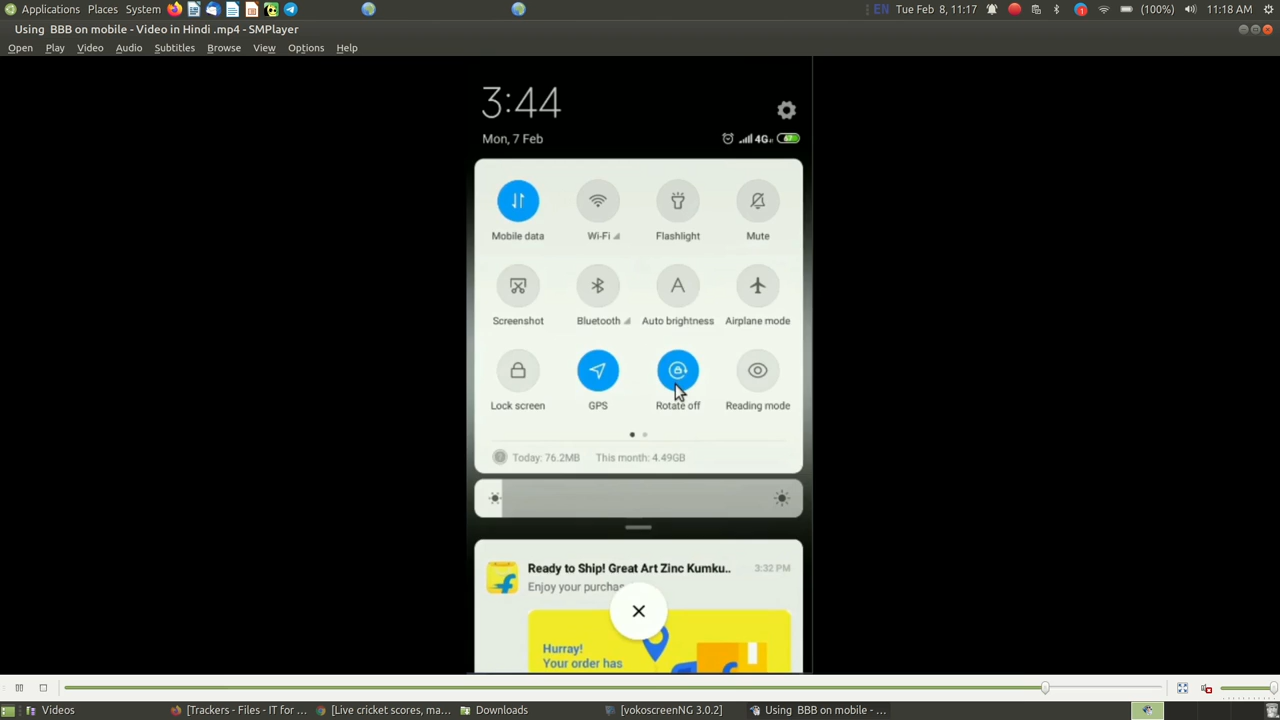 Applications Places System EN Tue Feb 8, 11:17 1 (100%) 11:18 AM
Using BBB on mobile - Video in Hindi .mp4 - SMPlayer
Open Play Video Audio Subtitles Browse View Options Help
3:44
Mon, 7 Feb 4G 67
Mobile data Wi-Fi Flashlight Mute
Screenshot Bluetooth Auto brightness Airplane mode
Lock screen GPS Rotate off Reading mode
Today: 76.2MB This month: 4.49GB
Ready to Ship! Great Art Zinc Kumku.. 3:32 PM
Enjoy your purchas
Hurray!
Your order has
Videos [Trackers - Files - IT for ... [Live cricket scores, ma... Downloads [vokoscreenNG 3.0.2] Using BBB on mobile - ...